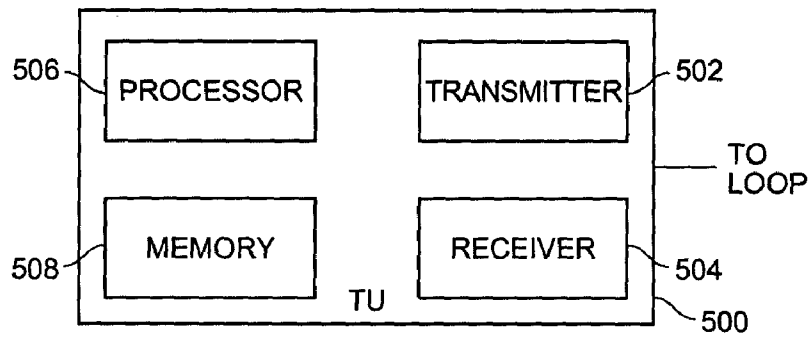 506
PROCESSOR
TRANSMITTER
502
TO
LOOP
508
MEMORY
RECEIVER
504
TU
500